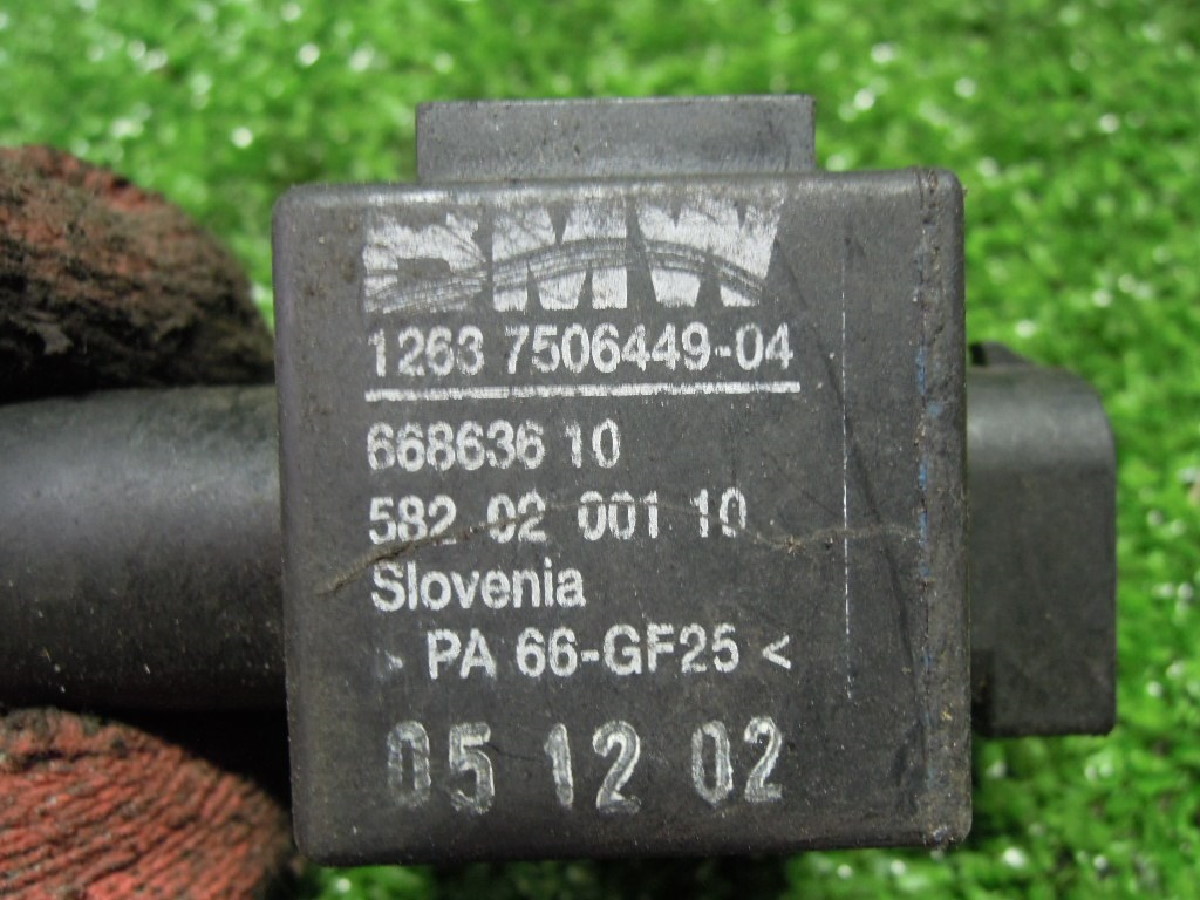 BMW
1263 7506449-04
668636 10
582 02 001 10
Slovenia
> PA 66-GF25 <
05 12 02